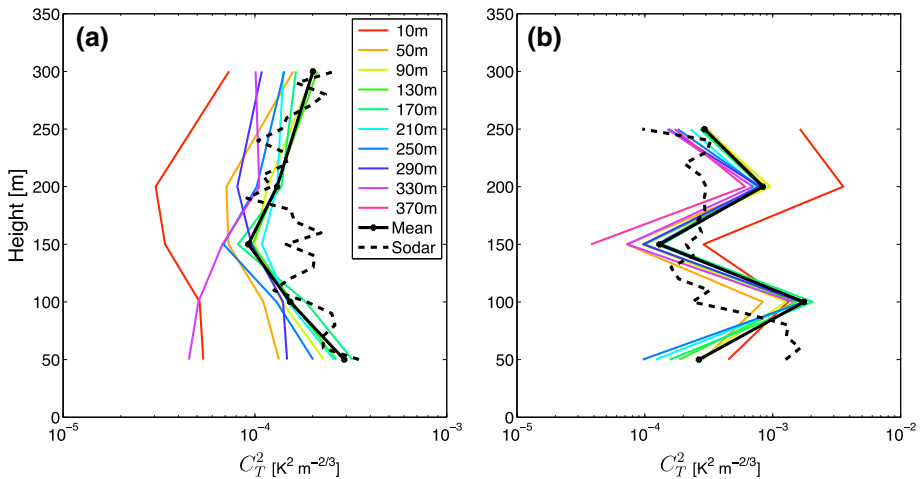 (a)
(b)
Height [m]
350
300
250
200
150
100
50
0
10m
50m
90m
130m
170m
210m
250m
290m
330m
370m
Mean
Sodar
10⁻⁵
10⁻⁴
10⁻³
C_T² [K² m⁻²/³]
350
300
250
200
150
100
50
0
10⁻⁵
10⁻⁴
10⁻³
10⁻²
C_T² [K² m⁻²/³]